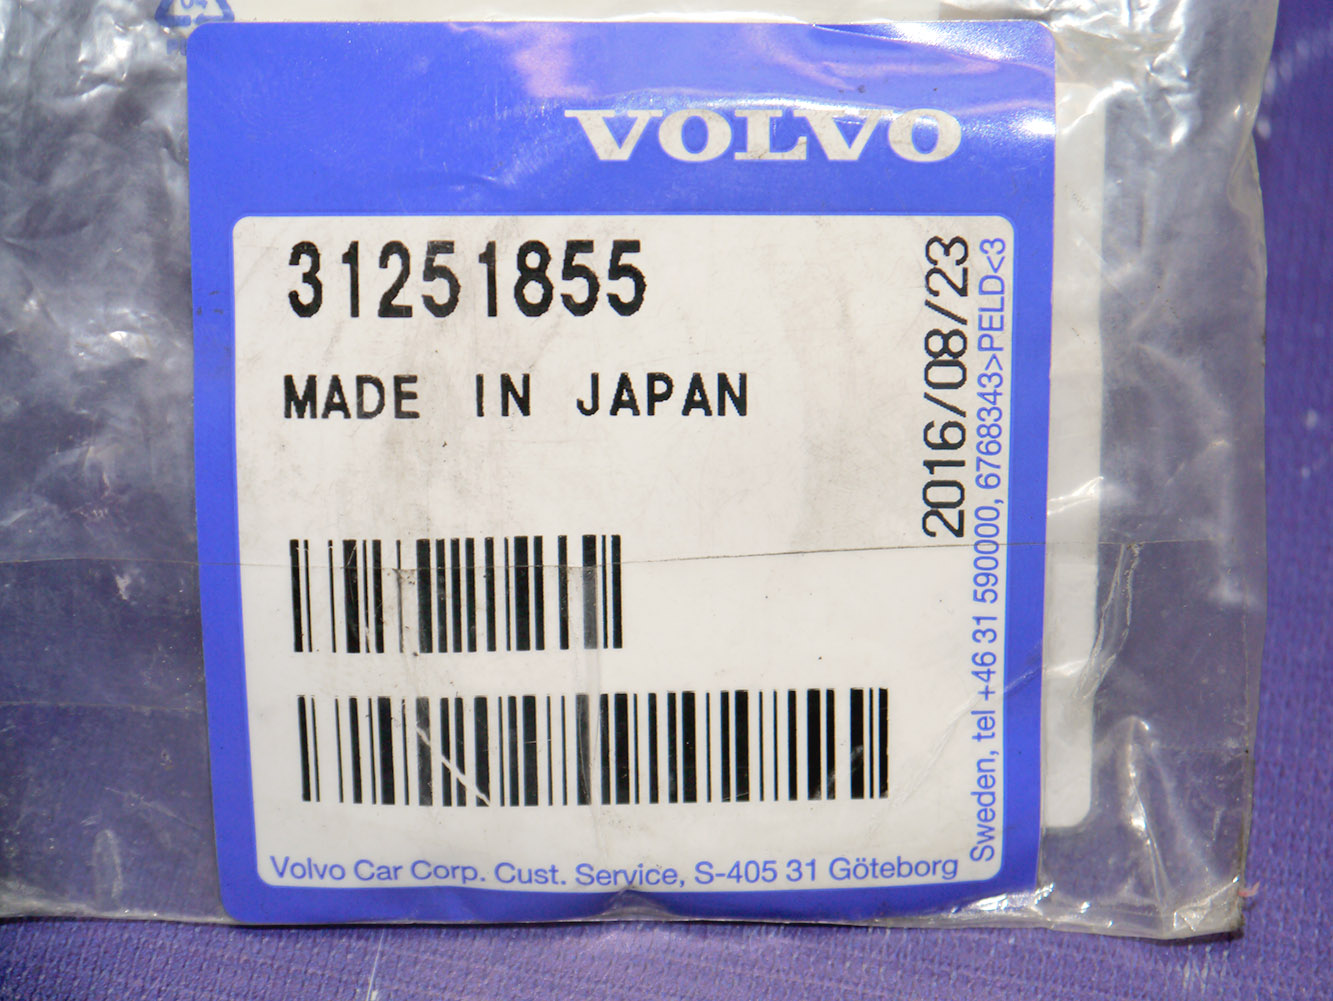 VOLVO
31251855
MADE IN JAPAN
2016/08/23
Volvo Car Corp. Cust. Service, S-405 31 Göteborg
Sweden, tel +46 31 590000, 6768343>PELD<3